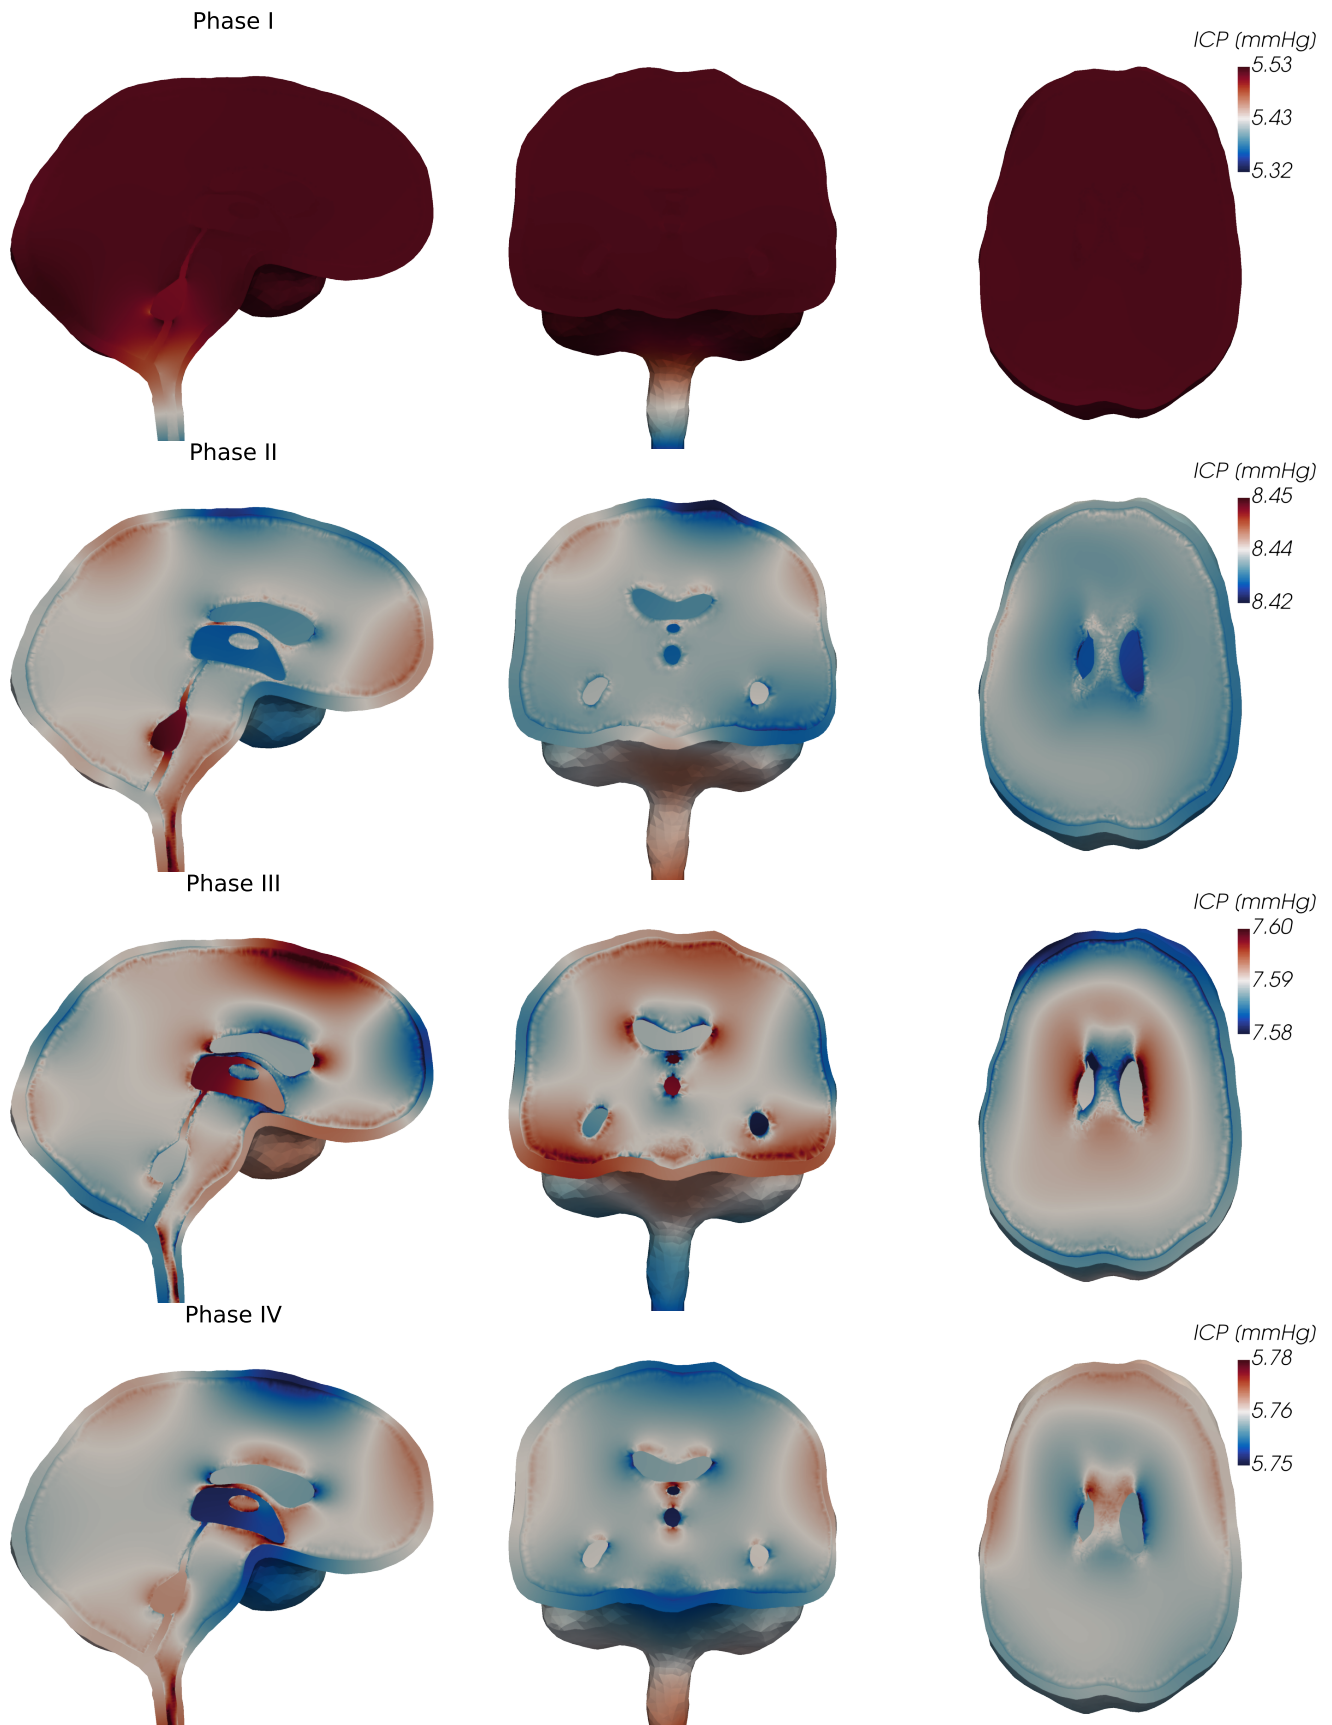 Phase I
ICP (mmHg)
5.53
5.43
5.32
Phase II
ICP (mmHg)
8.45
8.44
8.42
Phase III
ICP (mmHg)
7.60
7.59
7.58
Phase IV
ICP (mmHg)
5.78
5.76
5.75